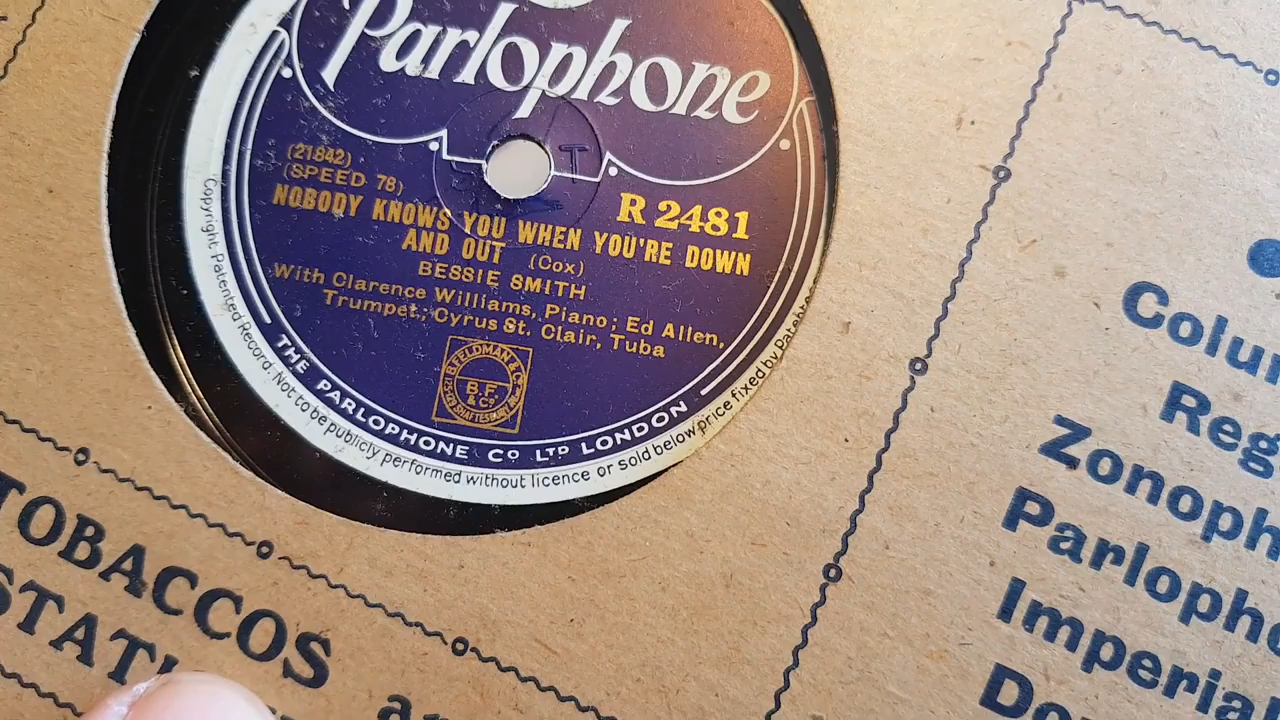 Parlophone
(21842)
(SPEED 78)
R 2481
NOBODY KNOWS YOU WHEN YOU'RE DOWN
AND OUT (Cox)
BESSIE SMITH
With Clarence Williams, Piano; Ed Allen,
Trumpet; Cyrus St. Clair, Tuba
B. FELDMAN & Co.
B.F.
& Co
THE PARLOPHONE Co LTD LONDON
Copyright Patented Record. Not to be publicly performed without licence or sold below price fixed by
TOBACCOS
Colu
Reg
Zonoph
Parloph
Imperial